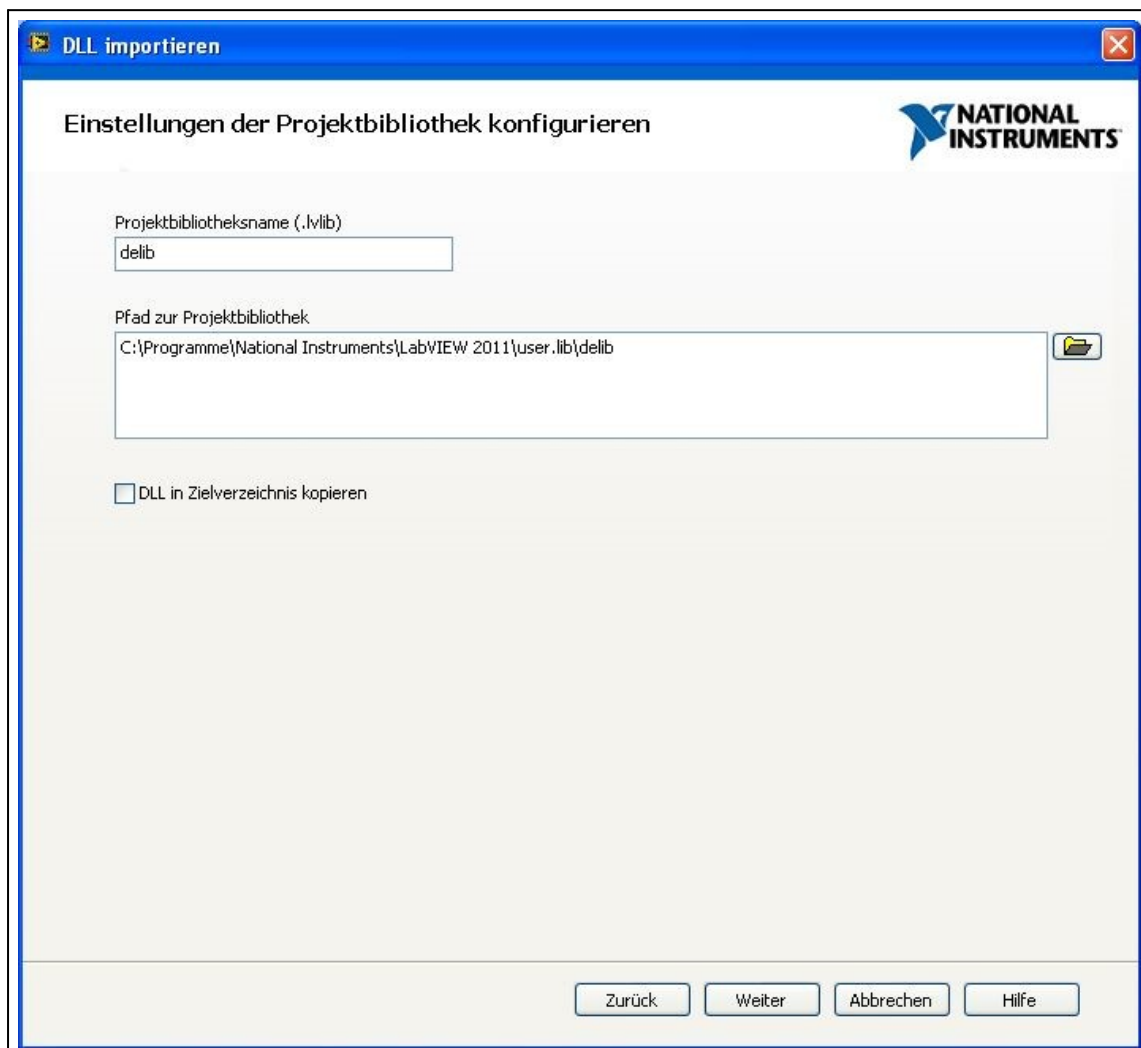 DLL importieren
Einstellungen der Projektbibliothek konfigurieren
NATIONAL
INSTRUMENTS
Projektbibliotheksname (.lvlib)
delib
Pfad zur Projektbibliothek
C:\Programme\National Instruments\LabVIEW 2011\user.lib\delib
DLL in Zielverzeichnis kopieren
Zurück
Weiter
Abbrechen
Hilfe